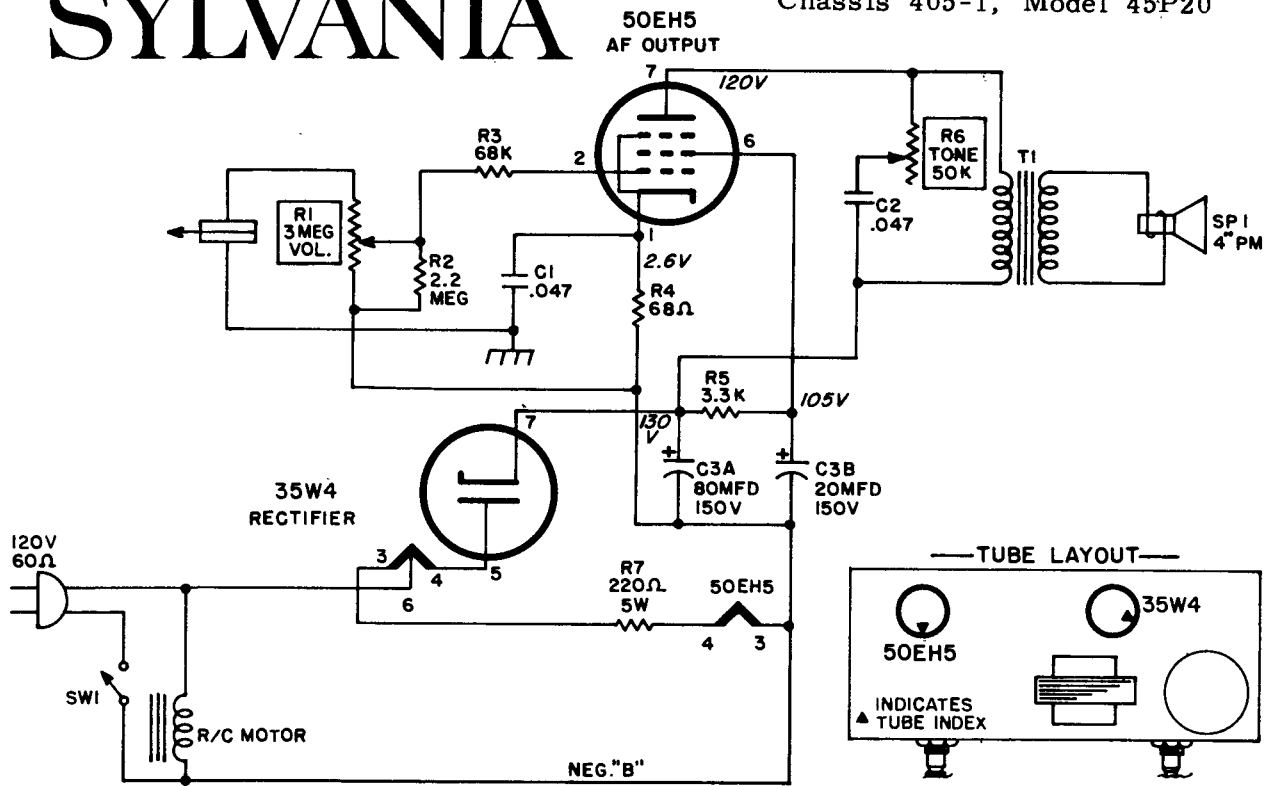 SYLVANIA
Chassis 405-1, Model 45P20
50EH5
AF OUTPUT
7
120V
R3
68K
2
6
R6
TONE
50K
T1
R1
3 MEG
VOL.
C2
.047
SP1
4" PM
1
2.6V
R2
2.2
MEG
C1
.047
R4
68Ω
R5
3.3K
105V
7
130
V
C3A
80MFD
150V
C3B
20MFD
150V
35W4
RECTIFIER
120V
60Ω
3
4
5
6
R7
220Ω
5W
50EH5
4
3
TUBE LAYOUT
35W4
50EH5
INDICATES
TUBE INDEX
SW1
R/C MOTOR
NEG."B"